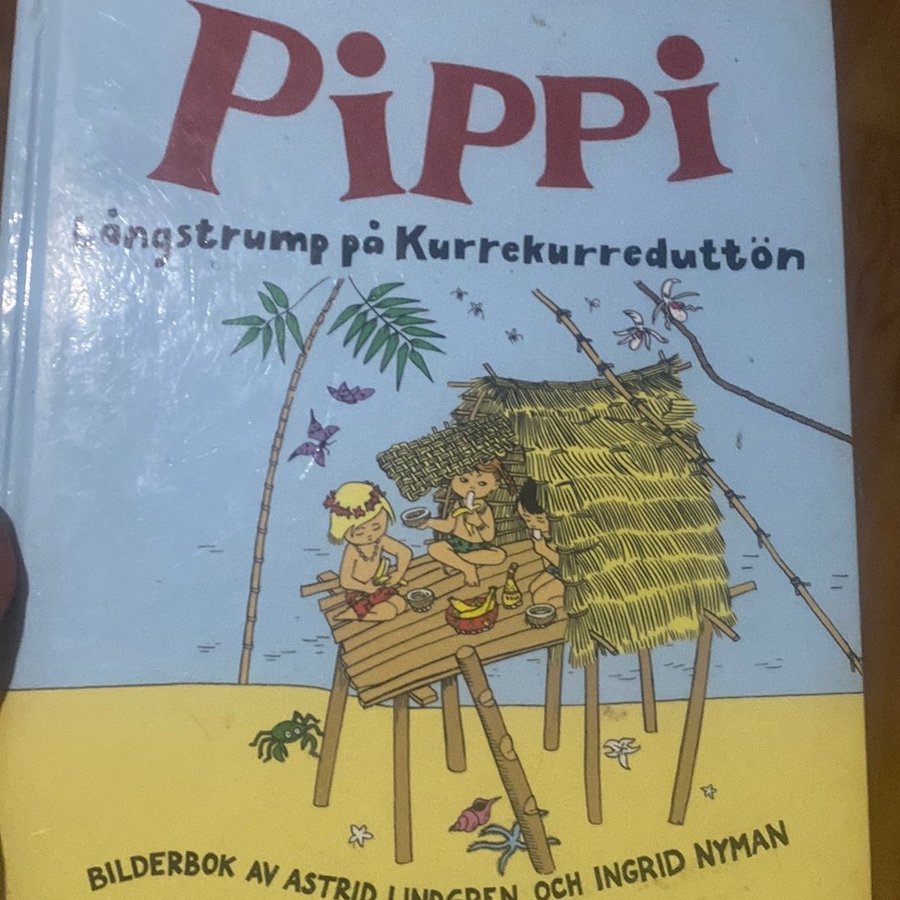 Pippi
Långstrump på Kurrekurreduttön
BILDERBOK AV ASTRID LINDGREN OCH INGRID NYMAN